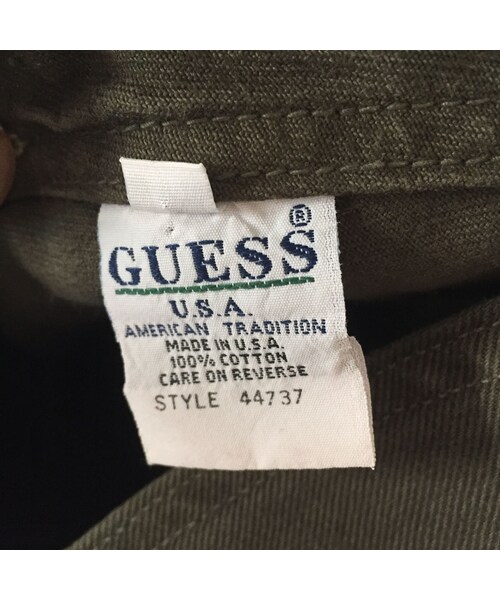 GUESS®
U.S.A.
AMERICAN TRADITION
MADE IN U.S.A.
100% COTTON
CARE ON REVERSE
STYLE 44737